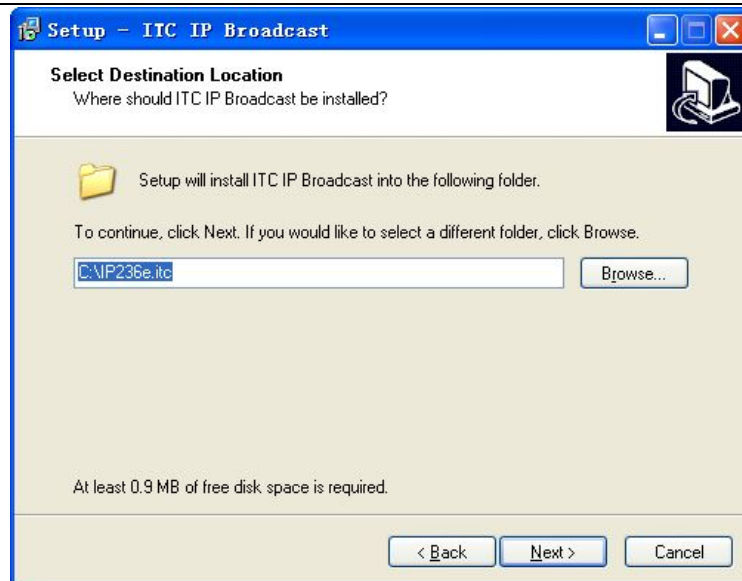 Setup - ITC IP Broadcast
Select Destination Location
Where should ITC IP Broadcast be installed?
Setup will install ITC IP Broadcast into the following folder.
To continue, click Next. If you would like to select a different folder, click Browse.
C:\IP236e.itc
Browse...
At least 0.9 MB of free disk space is required.
< Back
Next >
Cancel